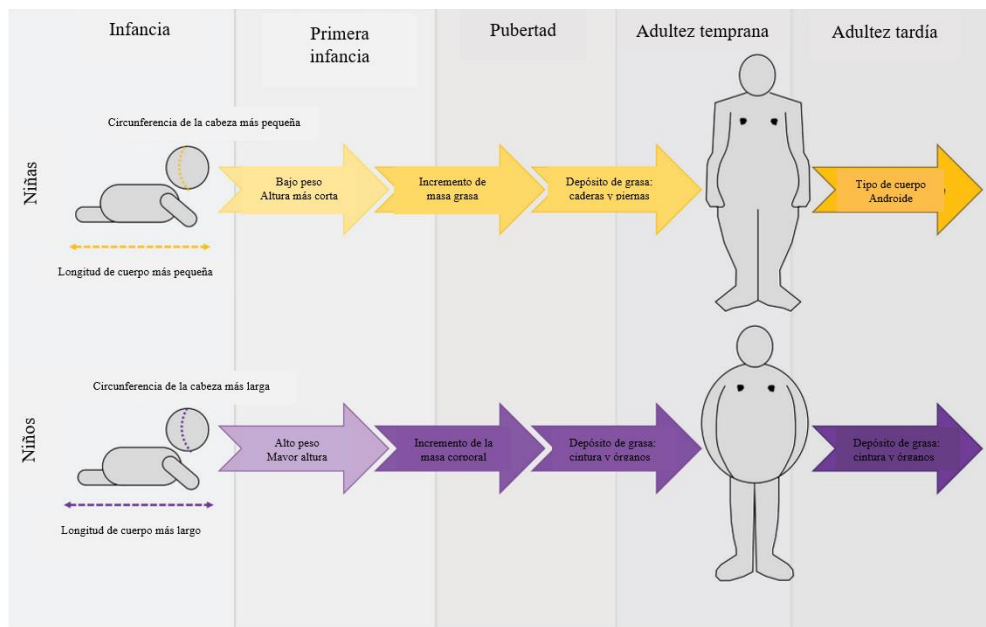 Infancia
Primera
infancia
Pubertad
Adultez temprana
Adultez tardía
Niñas
Circunferencia de la cabeza más pequeña
Longitud de cuerpo más pequeña
Bajo peso
Altura más corta
Incremento de
masa grasa
Depósito de grasa:
caderas y piernas
Tipo de cuerpo
Androide
Niños
Circunferencia de la cabeza más larga
Longitud de cuerpo más largo
Alto peso
Mayor altura
Incremento de la
masa corporal
Depósito de grasa:
cintura y órganos
Depósito de grasa:
cintura y órganos